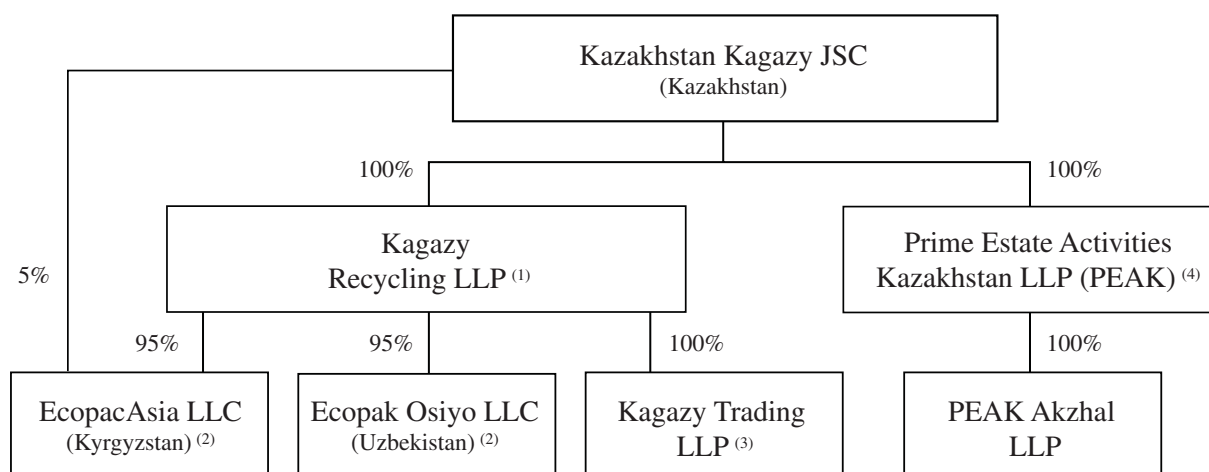 Kazakhstan Kagazy JSC
(Kazakhstan)
100%
100%
Kagazy
Recycling LLP (1)
Prime Estate Activities
Kazakhstan LLP (PEAK) (4)
5%
95%
95%
100%
100%
EcopacAsia LLC
(Kyrgyzstan) (2)
Ecopak Osiyo LLC
(Uzbekistan) (2)
Kagazy Trading
LLP (3)
PEAK Akzhal
LLP